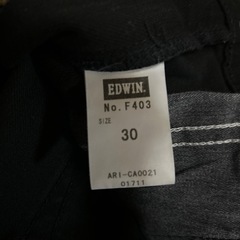 EDWIN.
No. F403
SIZE
30
ARI-CA0021
01711